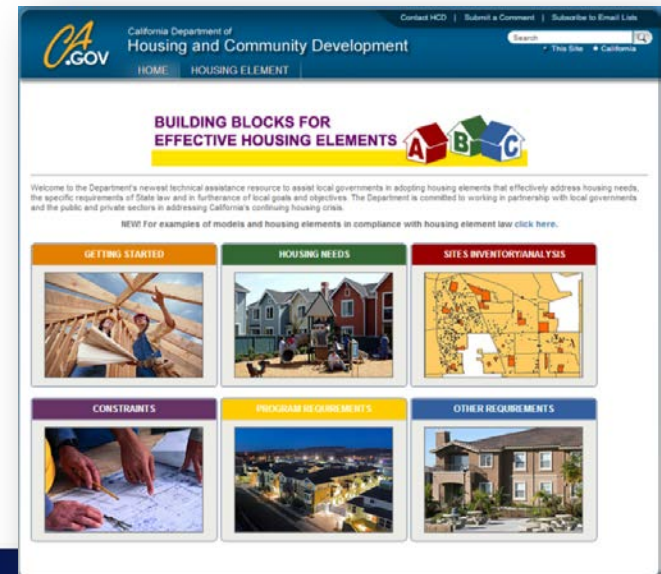 Contact HCD | Submit a Comment | Subscribe to Email Lists
CA
.GOV
California Department of
Housing and Community Development
Search
This Site California
HOME HOUSING ELEMENT
BUILDING BLOCKS FOR
EFFECTIVE HOUSING ELEMENTS
A B C
Welcome to the Department's newest technical assistance resource to assist local governments in adopting housing elements that effectively address housing needs,
the specific requirements of State law and in furtherance of local goals and objectives. The Department is committed to working in partnership with local governments
and the public and private sectors in addressing California's continuing housing crisis.
NEW! For examples of models and housing elements in compliance with housing element law click here.
GETTING STARTED
HOUSING NEEDS
SITES INVENTORY/ANALYSIS
CONSTRAINTS
PROGRAM REQUIREMENTS
OTHER REQUIREMENTS